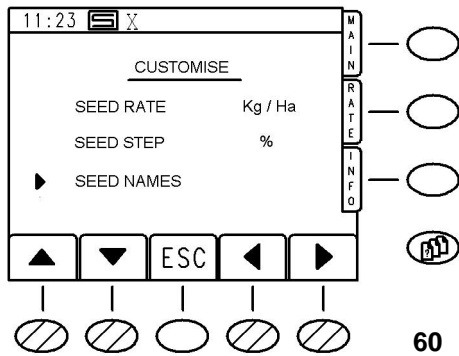 11:23 S X
CUSTOMISE
SEED RATE Kg / Ha
SEED STEP %
SEED NAMES
MAIN
RATE
INFO
ESC
?
60